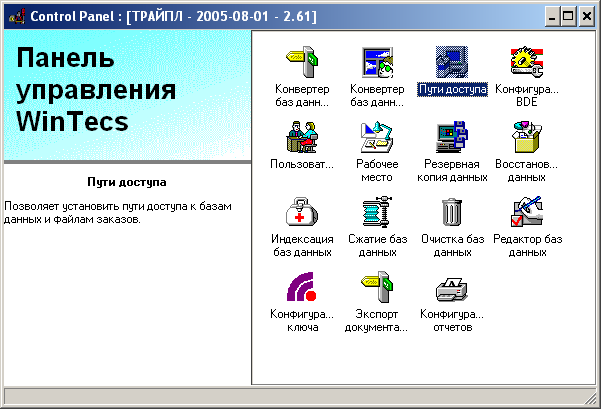 Control Panel : [ТРАЙПЛ - 2005-08-01 - 2.61]
Панель
управления
WinTecs
Пути доступа
Позволяет установить пути доступа к базам
данных и файлам заказов.
Конвертер
баз данн...
Конвертер
баз данн...
Пути доступа
Конфигура...
BDE
Пользоват...
Рабочее
место
Резервная
копия данных
Восстанов...
данных
Индексация
баз данных
Сжатие баз
данных
Очистка баз
данных
Редактор баз
данных
Конфигура...
ключа
Экспорт
документа...
Конфигура...
отчетов